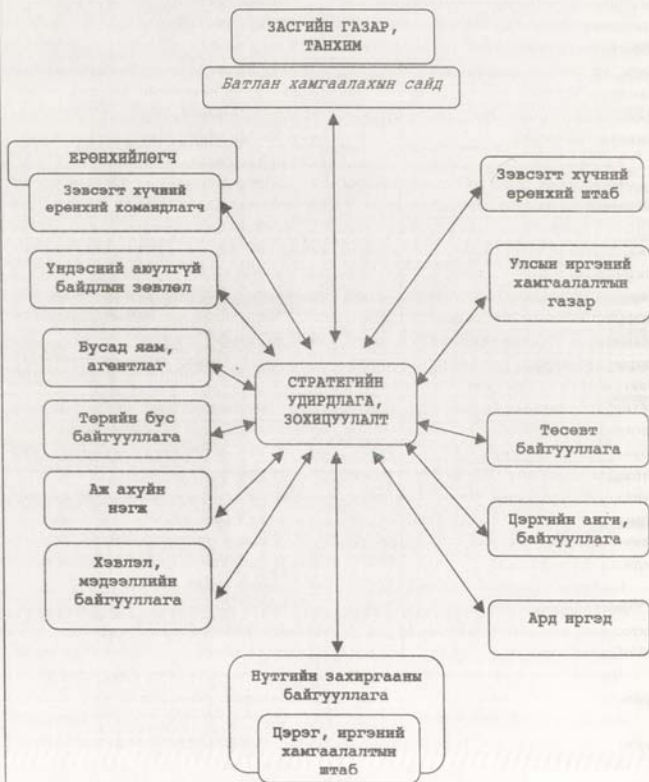 ЗАСГИЙН ГАЗАР,
ТАНХИМ
Батлан хамгаалахын сайд
ЕРӨНХИЙЛӨГЧ
Зэвсэгт хүчний
ерөнхий командлагч
Үндэсний аюулгүй
байдлын зөвлөл
Бусад яам,
агентлаг
Төрийн бус
байгууллага
Аж ахуйн
нэгж
Хэвлэл,
мэдээллийн
байгууллага
СТРАТЕГИЙН
УДИРДЛАГА,
ЗОХИЦУУЛАЛТ
Зэвсэгт хүчний
ерөнхий штаб
Улсын иргэний
хамгаалалтын
газар
Төсөвт
байгууллага
Цэргийн анги,
байгууллага
Ард иргэд
Нутгийн захиргааны
байгууллага
Цэрэг, иргэний
хамгаалалтын
штаб